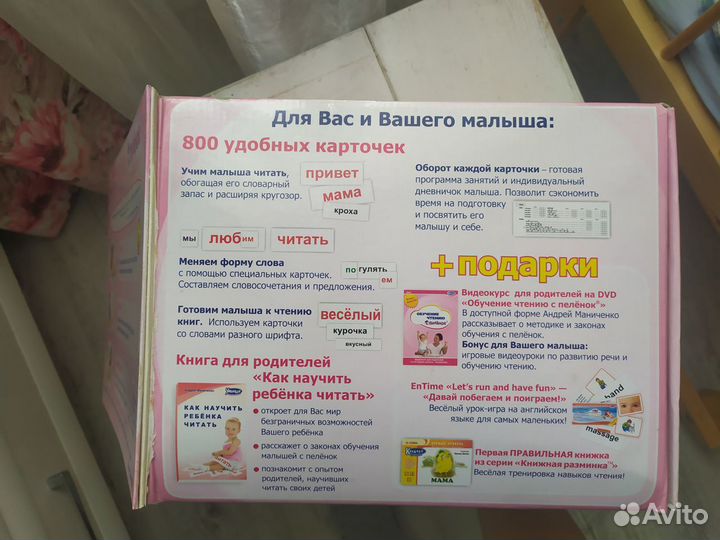 Для Вас и Вашего малыша:
800 удобных карточек
Учим малыша читать,
обогащая его словарный
запас и расширяя кругозор.
привет
мама
кроха
мы
любим
читать
Меняем форму слова
с помощью специальных карточек.
Составляем словосочетания и предложения.
по
гулять
ем
Готовим малыша к чтению
книг. Используем карточки
со словами разного шрифта.
весёлый
курочка
вкусный
Книга для родителей
«Как научить
ребёнка читать»
КАК НАУЧИТЬ
РЕБЁНКА
ЧИТАТЬ
• откроет для Вас мир
безграничных возможностей
Вашего ребёнка
• расскажет о законах обучения
малышей с пелёнок
• познакомит с опытом
родителей, научивших
читать своих детей
Оборот каждой карточки – готовая
программа занятий и индивидуальный
дневничок малыша. Позволит сэкономить
время на подготовку
и посвятить его
малышу и себе.
+подарки
ОБУЧЕНИЕ
ЧТЕНИЮ
с пелёнок
Видеокурс для родителей на DVD
«Обучение чтению с пелёнок®»
В доступной форме Андрей Маниченко
рассказывает о методике и законах
обучения с пелёнок.
Бонус для Вашего малыша:
игровые видеоуроки по развитию речи и
обучению чтению.
EnTime «Let's run and have fun» —
«Давай побегаем и поиграем!»
Весёлый урок-игра на английском
языке для самых маленьких!
hand
massage
МАМА
Первая ПРАВИЛЬНАЯ книжка
из серии «Книжная разминка™»
Весёлая тренировка навыков чтения!
Avito